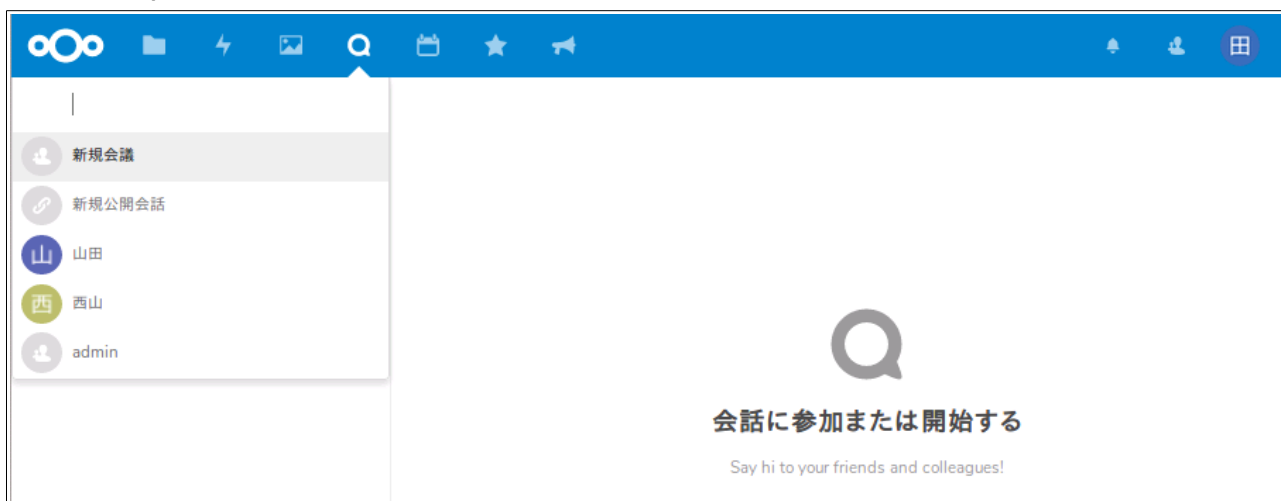 田
新規会議
新規公開会話
山 山田
西 西山
admin
会話に参加または開始する
Say hi to your friends and colleagues!